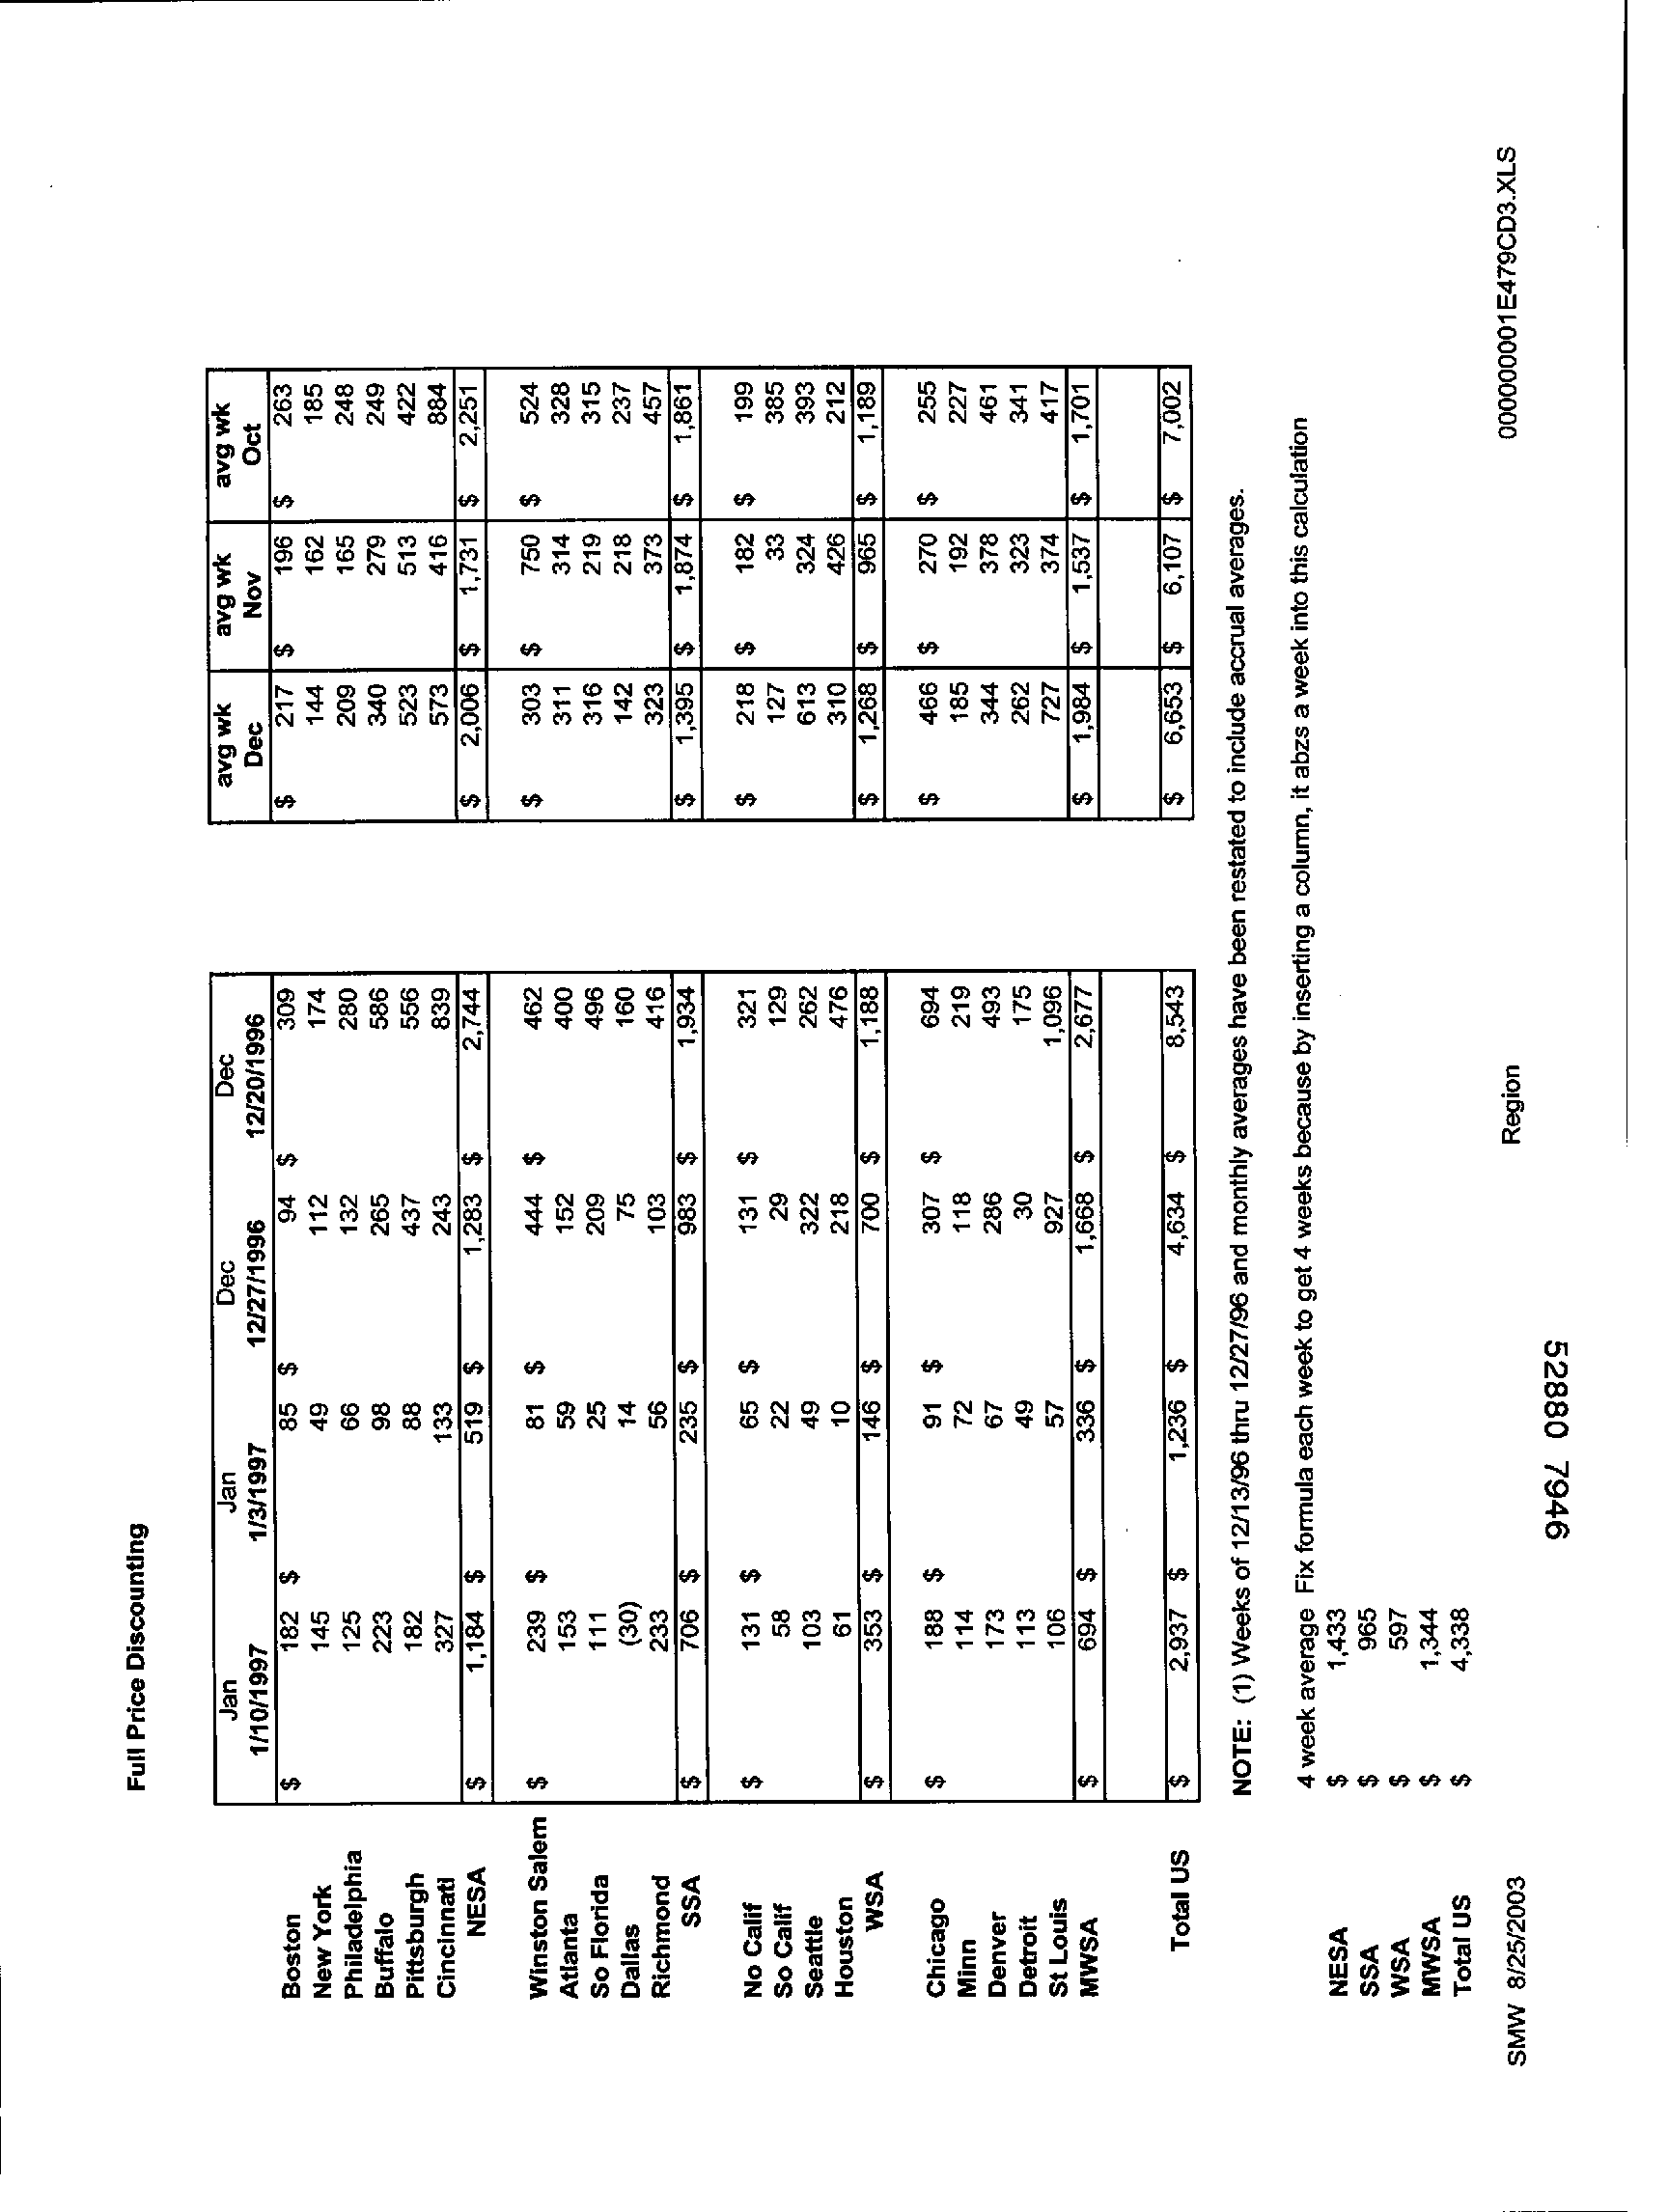 Full Price Discounting
Jan Jan Dec Dec avg wk avg wk avg wk
1/10/1997 1/3/1997 12/27/1996 12/20/1996 Dec Nov Oct
Boston $ 182 $ 85 $ 94 $ 309 $ 217 $ 196 $ 263
New York 145 49 112 174 144 162 185
Philadelphia 125 66 132 280 209 165 248
Buffalo 223 98 265 586 340 279 249
Pittsburgh 182 88 437 556 523 513 422
Cincinnati 327 133 243 839 573 416 884
NESA $ 1,184 $ 519 $ 1,283 $ 2,744 $ 2,006 $ 1,731 $ 2,251
Winston Salem $ 239 $ 81 $ 444 $ 462 $ 303 $ 750 $ 524
Atlanta 153 59 152 400 311 314 328
So Florida 111 25 209 496 316 219 315
Dallas (30) 14 75 160 142 218 237
Richmond 233 56 103 416 323 373 457
SSA $ 706 $ 235 $ 983 $ 1,934 $ 1,395 $ 1,874 $ 1,861
No Calif $ 131 $ 65 $ 131 $ 321 $ 218 $ 182 $ 199
So Calif 58 22 29 129 127 33 385
Seattle 103 49 322 262 613 324 393
Houston 61 10 218 476 310 426 212
WSA $ 353 $ 146 $ 700 $ 1,188 $ 1,268 $ 965 $ 1,189
Chicago $ 188 $ 91 $ 307 $ 694 $ 466 $ 270 $ 255
Minn 114 72 118 219 185 192 227
Denver 173 67 286 493 344 378 461
Detroit 113 49 30 175 262 323 341
St Louis 106 57 927 1,096 727 374 417
MWSA $ 694 $ 336 $ 1,668 $ 2,677 $ 1,984 $ 1,537 $ 1,701
Total US $ 2,937 $ 1,236 $ 4,634 $ 8,543 $ 6,653 $ 6,107 $ 7,002
NOTE: (1) Weeks of 12/13/96 thru 12/27/96 and monthly averages have been restated to include accrual averages.
4 week average Fix formula each week to get 4 weeks because by inserting a column, it abzs a week into this calculation
NESA $ 1,433
SSA $ 965
WSA $ 597
MWSA $ 1,344
Total US $ 4,338
SMW 8/25/2003 Region 00000001E479CD3.XLS
52880 7946